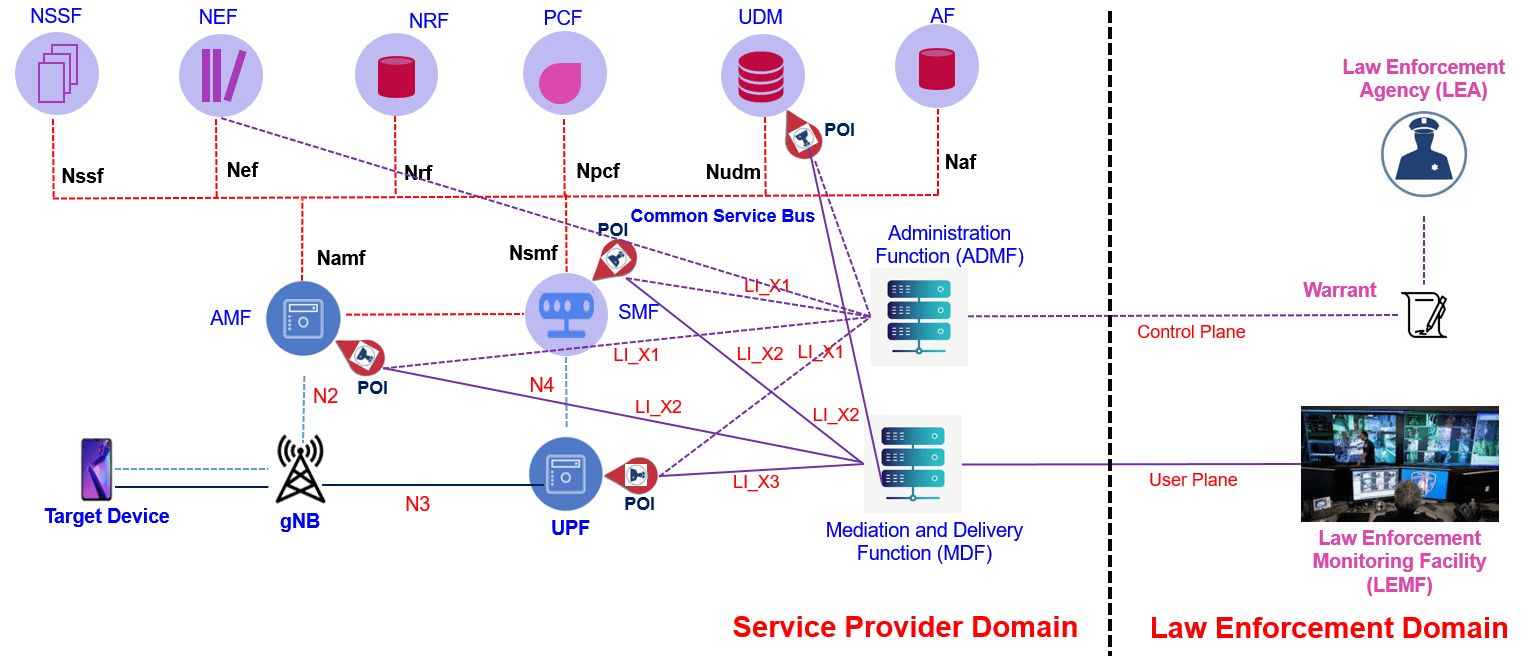 NSSF
NEF
NRF
PCF
UDM
AF
Law Enforcement
Agency (LEA)
POI
Nssf
Nef
Nrf
Npcf
Nudm
Naf
Common Service Bus
POI
Namf
Nsmf
Administration
Function (ADMF)
LI_X1
Warrant
AMF
SMF
Control Plane
LI_X1
LI_X2
LI_X1
POI
N2
N4
LI_X2
LI_X2
LI_X3
User Plane
N3
POI
Target Device
gNB
UPF
Mediation and Delivery
Function (MDF)
Law Enforcement
Monitoring Facility
(LEMF)
Service Provider Domain
Law Enforcement Domain